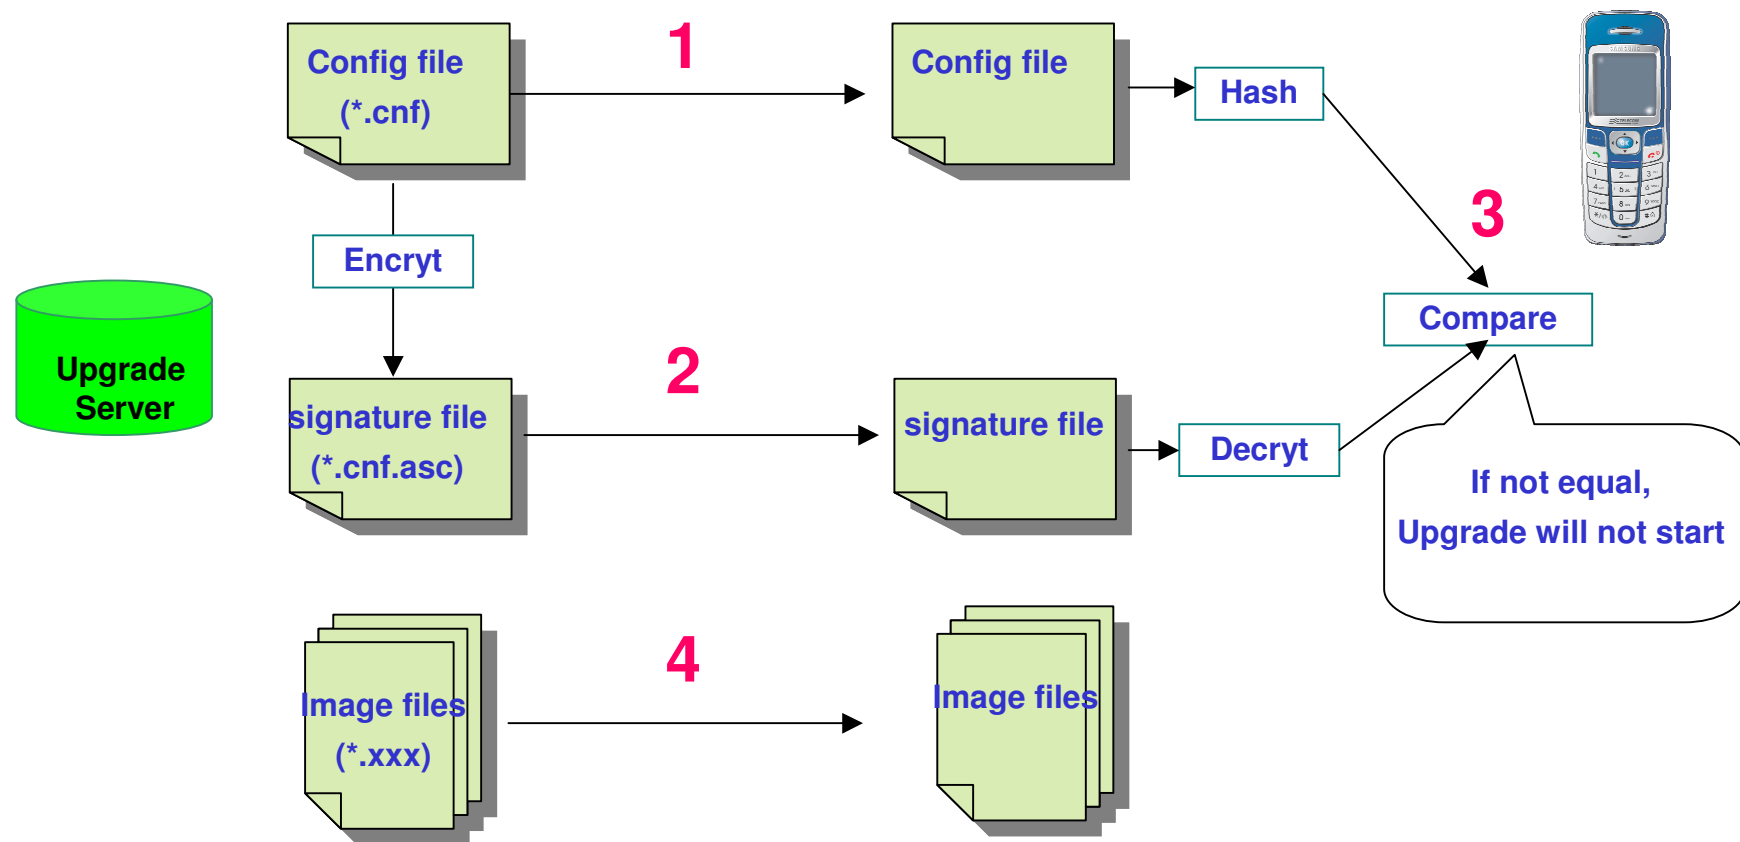 1
Config file
(*.cnf)
Config file
Hash
SAMSUNG
3
Encryt
Compare
Upgrade
Server
2
signature file
(*.cnf.asc)
signature file
Decryt
If not equal,
Upgrade will not start
4
Image files
(*.xxx)
Image files